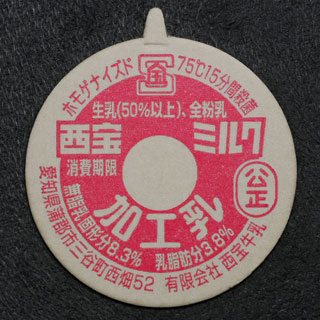 ホモゲナイズド
金
75℃15分間殺菌
生乳(50%以上)、全粉乳
西宝 ミルク
消費期限
公正
加工乳
無脂乳固形分8.3%
乳脂肪分3.8%
愛知県蒲郡市三谷町西畑52 有限会社 西宝牛乳